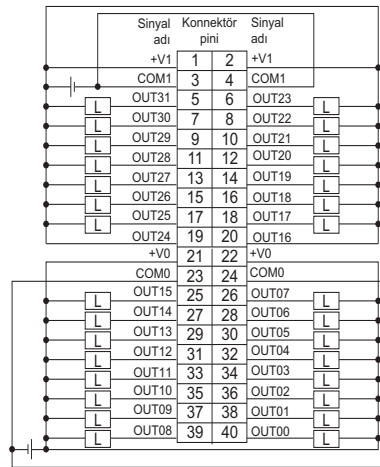 Sinyal adı Konnektör pini Sinyal adı
+V1 1 2 +V1
COM1 3 4 COM1
L OUT31 5 6 OUT23 L
L OUT30 7 8 OUT22 L
L OUT29 9 10 OUT21 L
L OUT28 11 12 OUT20 L
L OUT27 13 14 OUT19 L
L OUT26 15 16 OUT18 L
L OUT25 17 18 OUT17 L
L OUT24 19 20 OUT16 L
+V0 21 22 +V0
COM0 23 24 COM0
L OUT15 25 26 OUT07 L
L OUT14 27 28 OUT06 L
L OUT13 29 30 OUT05 L
L OUT12 31 32 OUT04 L
L OUT11 33 34 OUT03 L
L OUT10 35 36 OUT02 L
L OUT09 37 38 OUT01 L
L OUT08 39 40 OUT00 L